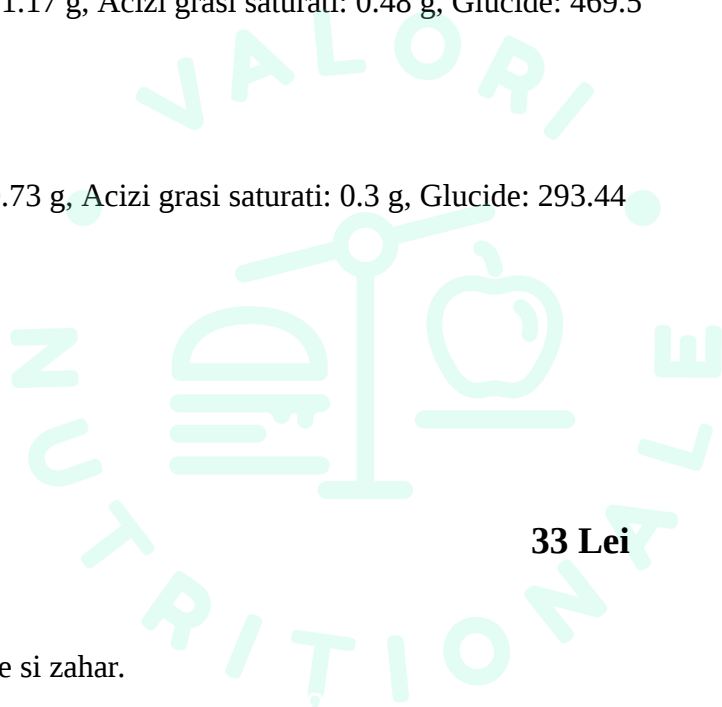 1.17 g, Acizi grasi saturati: 0.48 g, Glucide: 469.5
VALORI
.73 g, Acizi grasi saturati: 0.3 g, Glucide: 293.44
NUTRITIONALE
33 Lei
e si zahar.